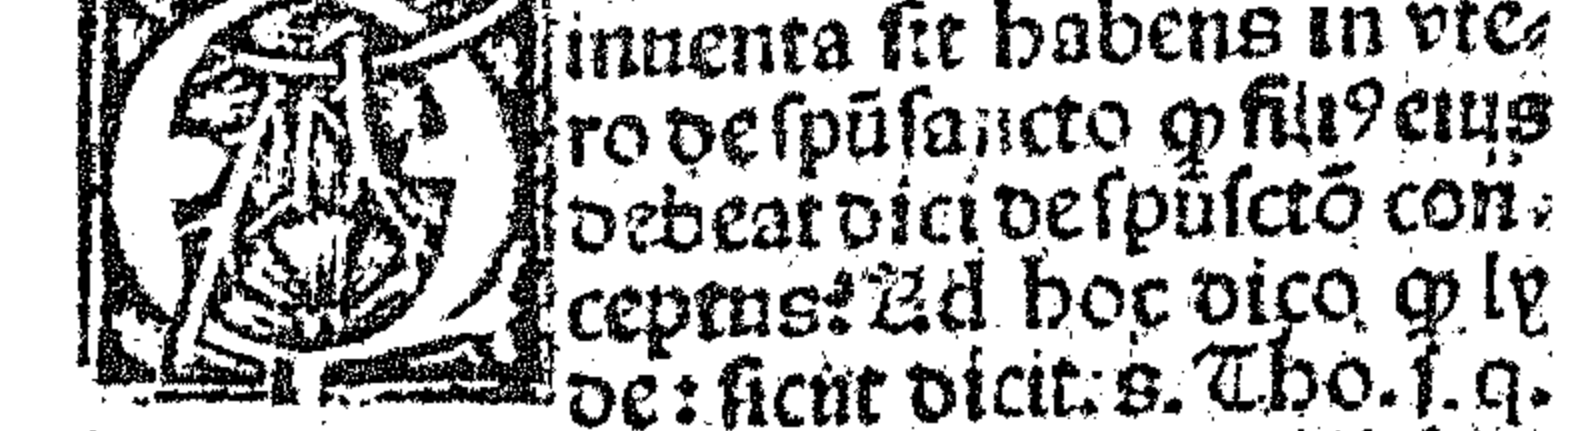 inuenta ſit habens in vte⸗
ro de ſpūſancto ꝙ filiꝰ eius
debeat dici de ſpūſctō con⸗
ceptus: Ad hoc dico ꝙ ly
de: ſicut dicit. s. Tho. ſ. q.